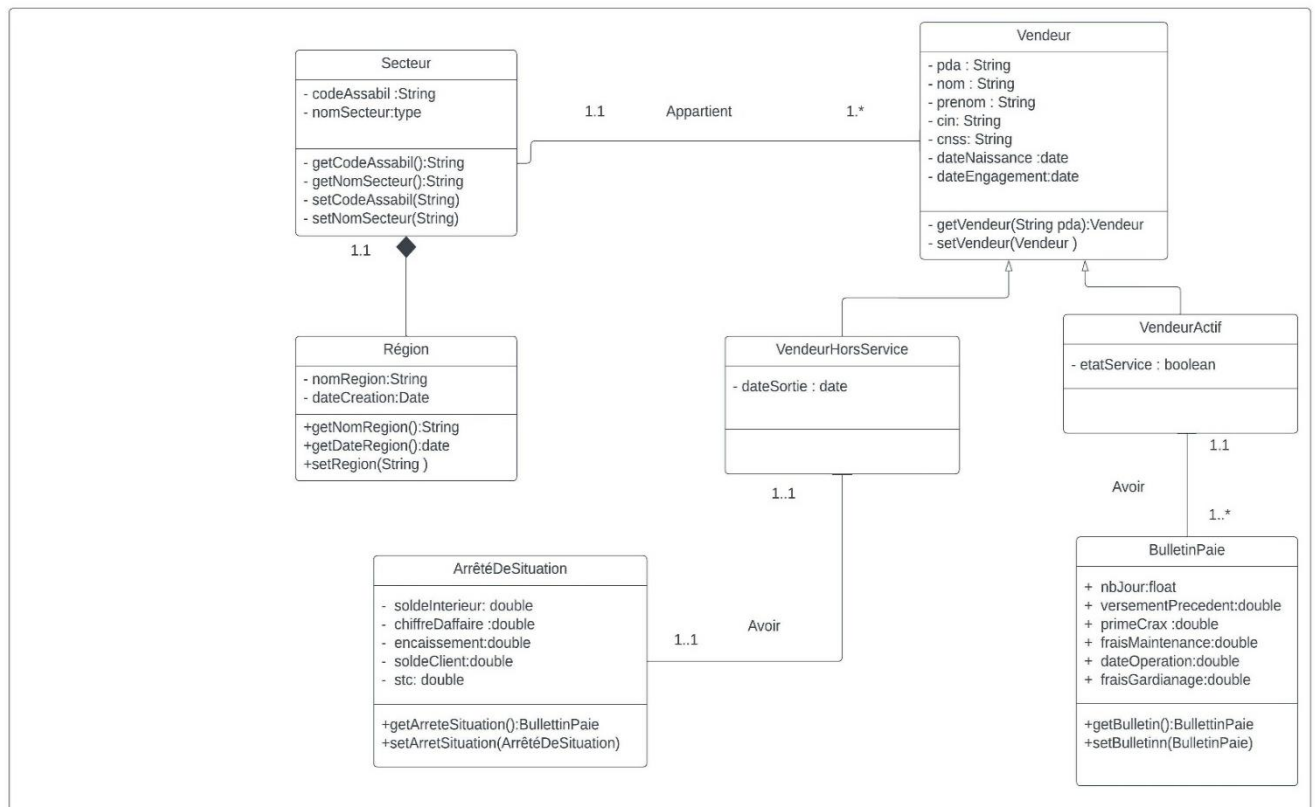 Secteur
- codeAssabil :String
- nomSecteur:type
- getCodeAssabil():String
- getNomSecteur():String
- setCodeAssabil(String)
- setNomSecteur(String)
1.1
Appartient
1.*
Vendeur
- pda : String
- nom : String
- prenom : String
- cin: String
- cnss: String
- dateNaissance :date
- dateEngagement:date
- getVendeur(String pda):Vendeur
- setVendeur(Vendeur )
1.1
Région
- nomRegion:String
- dateCreation:Date
+getNomRegion():String
+getDateRegion():date
+setRegion(String )
VendeurHorsService
- dateSortie : date
VendeurActif
- etatService : boolean
1..1
1.1
Avoir
1..*
ArrêtéDeSituation
- soldeInterieur: double
- chiffreDaffaire :double
- encaissement:double
- soldeClient:double
- stc: double
+getArreteSituation():BullettinPaie
+setArretSituation(ArrêtéDeSituation)
Avoir
1..1
BulletinPaie
+ nbJour:float
+ versementPrecedent:double
+ primeCrax :double
+ fraisMaintenance:double
+ dateOperation:double
+ fraisGardianage:double
+getBulletin():BullettinPaie
+setBulletinn(BulletinPaie)